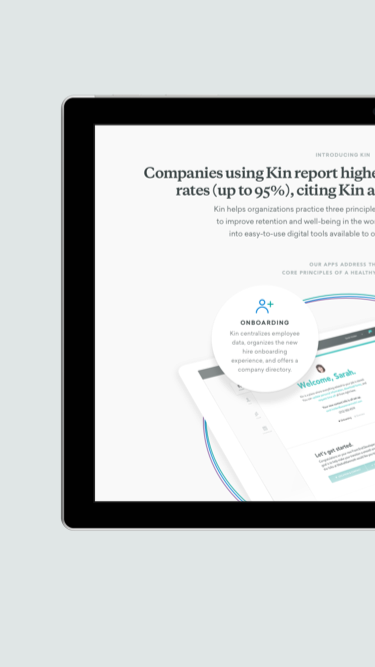 INTRODUCING KIN
Companies using Kin report highe
rates (up to 95%), citing Kin a
Kin helps organizations practice three principle
to improve retention and well-being in the wo
into easy-to-use digital tools available to o
OUR APPS ADDRESS TH
CORE PRINCIPLES OF A HEALTHY
ONBOARDING
Kin centralizes employee
data, organizes the new
hire onboarding
experience, and offers a
company directory.
Welcome, Sarah.
Let's get started.